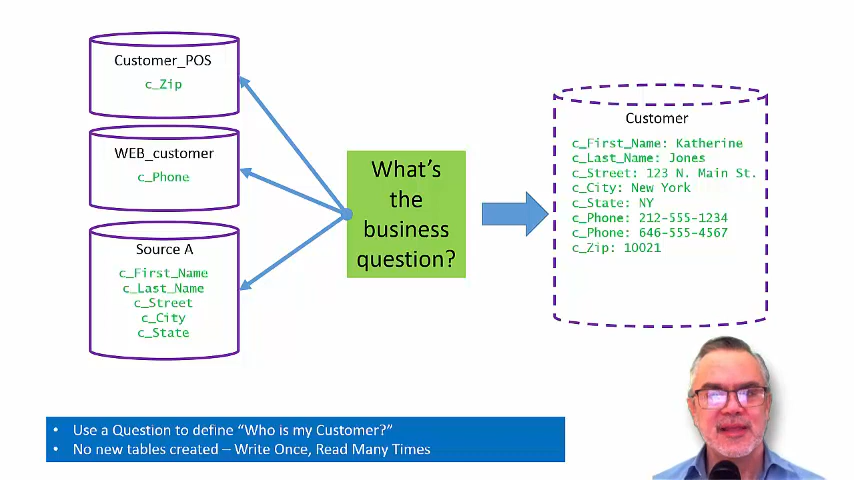 Customer_POS
c_Zip
WEB_customer
c_Phone
Source A
c_First_Name
c_Last_Name
c_Street
c_City
c_State
What's
the
business
question?
Customer
c_First_Name: Katherine
c_Last_Name: Jones
c_Street: 123 N. Main St.
c_City: New York
c_State: NY
c_Phone: 212-555-1234
c_Phone: 646-555-4567
c_Zip: 10021
• Use a Question to define “Who is my Customer?”
• No new tables created – Write Once, Read Many Times